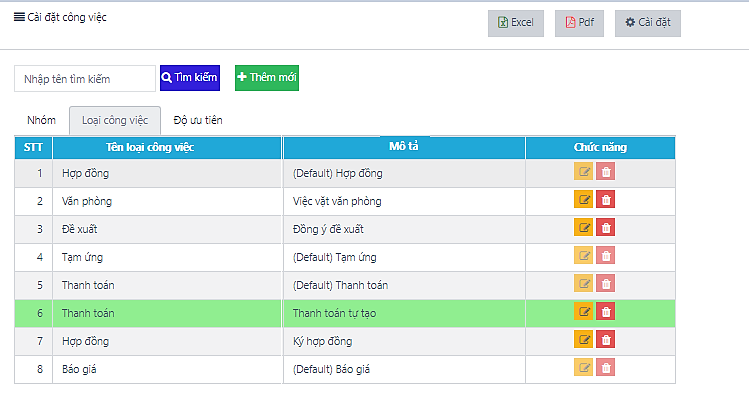 Cài đặt công việc
Excel Pdf Cài đặt
Nhập tên tìm kiếm Tìm kiếm Thêm mới
Nhóm Loại công việc Độ ưu tiên
STT Tên loại công việc Mô tả Chức năng
1 Hợp đồng (Default) Hợp đồng
2 Văn phòng Việc vặt văn phòng
3 Đề xuất Đồng ý đề xuất
4 Tạm ứng (Default) Tạm ứng
5 Thanh toán (Default) Thanh toán
6 Thanh toán Thanh toán tự tạo
7 Hợp đồng Ký hợp đồng
8 Báo giá (Default) Báo giá